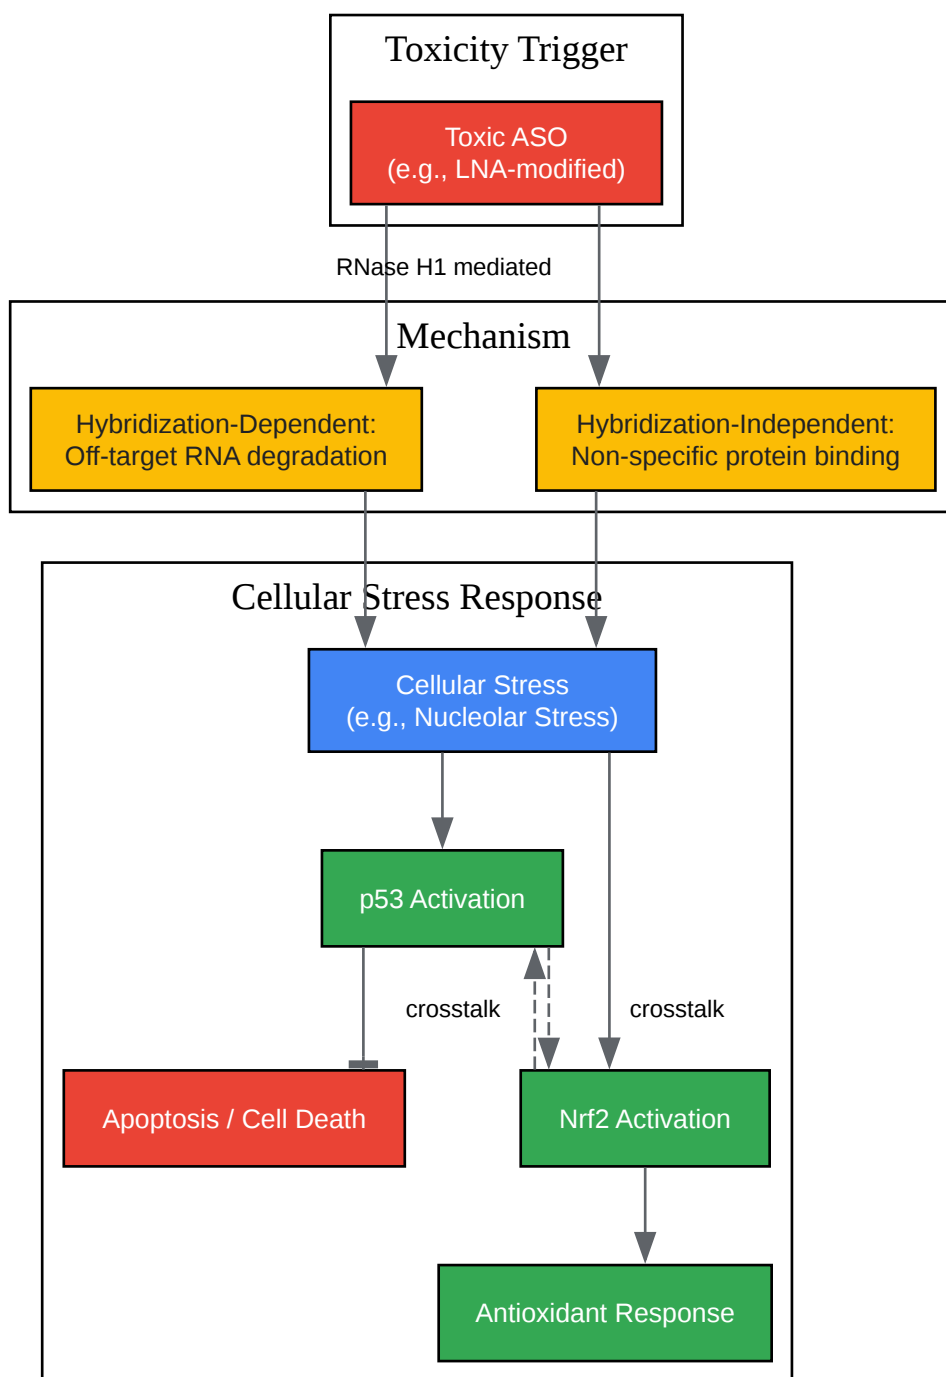 Toxicity Trigger
Toxic ASO
(e.g., LNA-modified)
RNase H1 mediated
Mechanism
Hybridization-Dependent:
Off-target RNA degradation
Hybridization-Independent:
Non-specific protein binding
Cellular Stress Response
Cellular Stress
(e.g., Nucleolar Stress)
p53 Activation
crosstalk
crosstalk
Apoptosis / Cell Death
Nrf2 Activation
Antioxidant Response